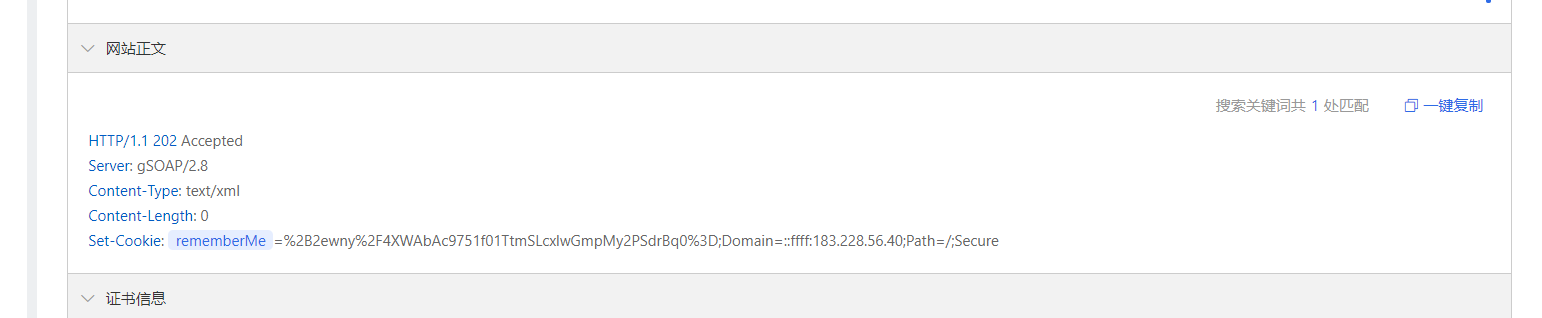 网站正文
搜索关键词共 1 处匹配 一键复制
HTTP/1.1 202 Accepted
Server: gSOAP/2.8
Content-Type: text/xml
Content-Length: 0
Set-Cookie: rememberMe=%2B2ewny%2F4XWAbAc9751f01TtmSLcxIwGmpMy2PSdrBq0%3D;Domain=::ffff:183.228.56.40;Path=/;Secure
证书信息